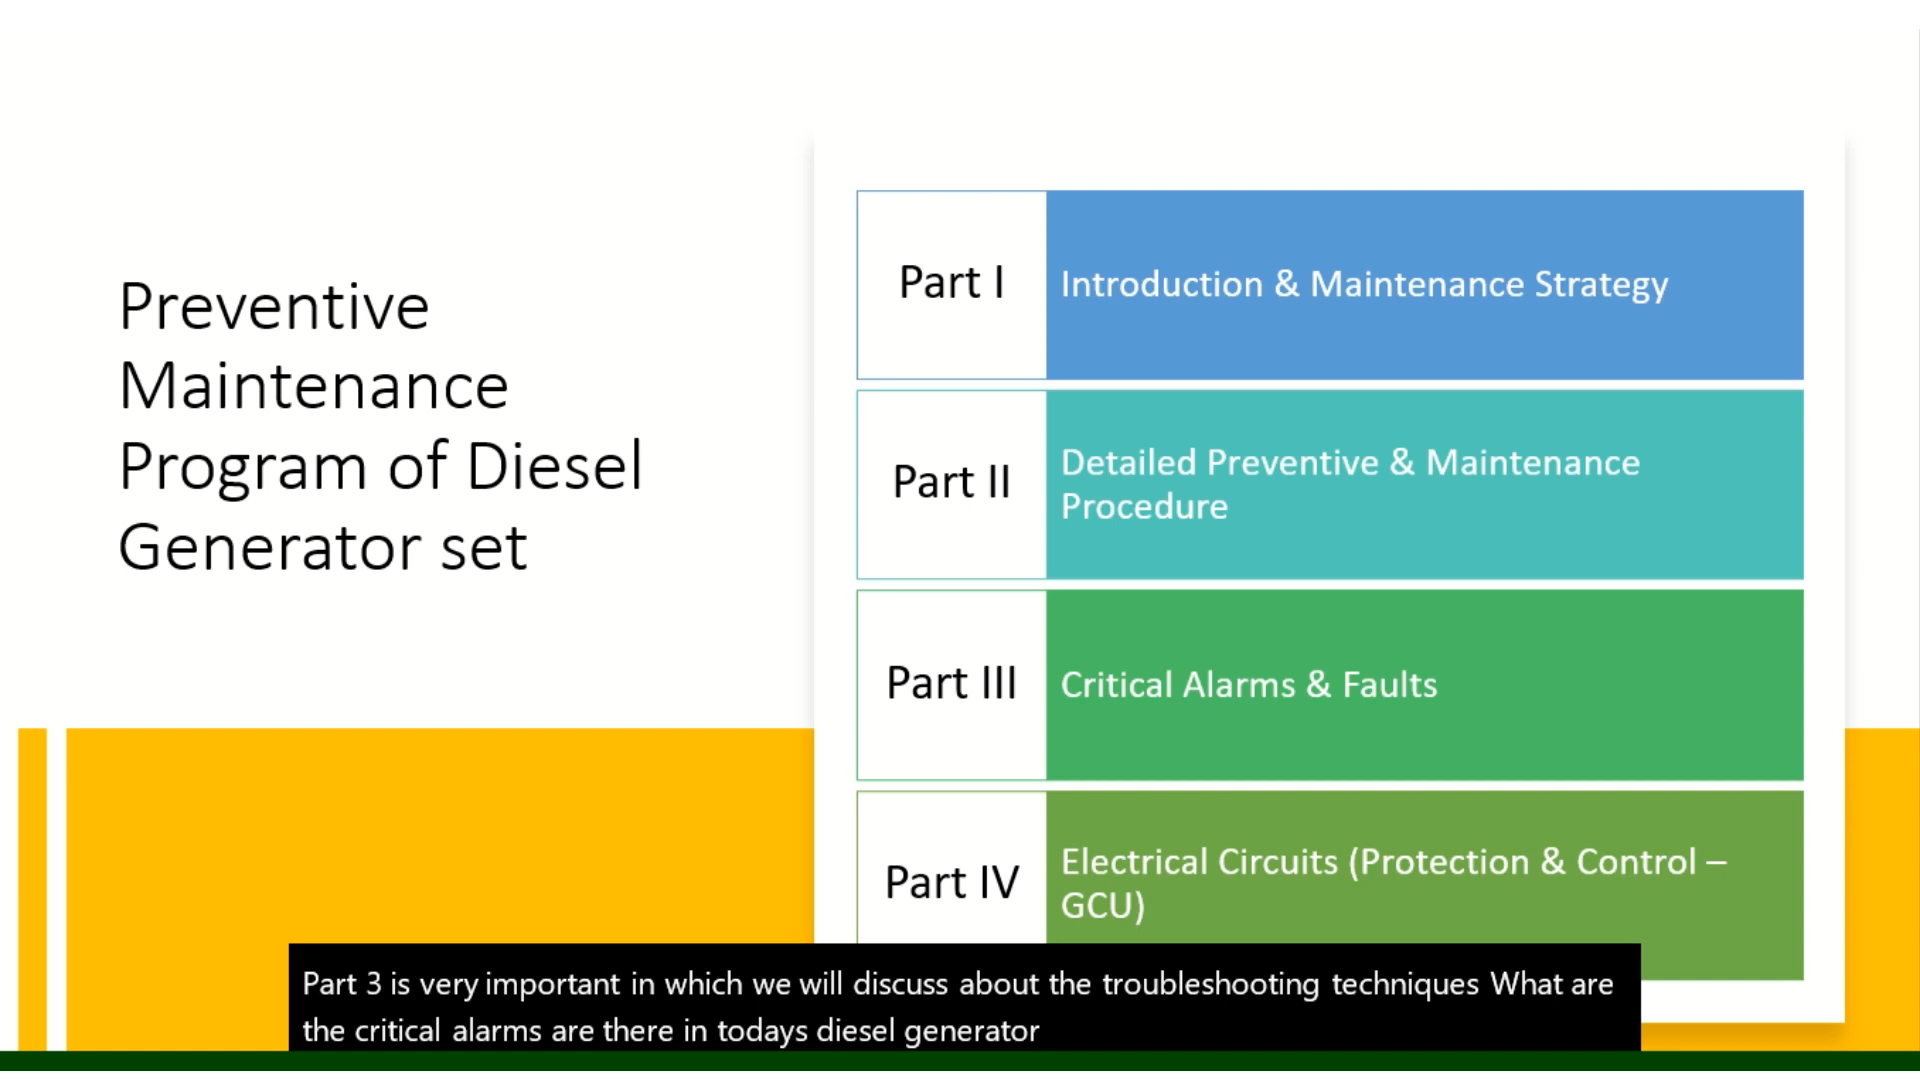 Preventive
Maintenance
Program of Diesel
Generator set
Part I
Introduction & Maintenance Strategy
Part II
Detailed Preventive & Maintenance
Procedure
Part III
Critical Alarms & Faults
Part IV
Electrical Circuits (Protection & Control –
GCU)
Part 3 is very important in which we will discuss about the troubleshooting techniques What are
the critical alarms are there in todays diesel generator